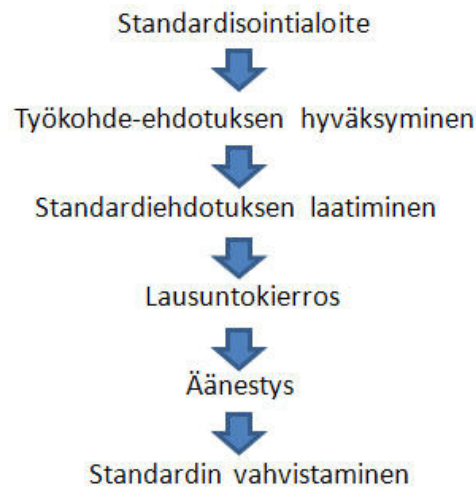 Standardisointialoite
Työkohde-ehdotuksen hyväksyminen
Standardiehdotuksen laatiminen
Lausuntokierros
Äänestys
Standardin vahvistaminen